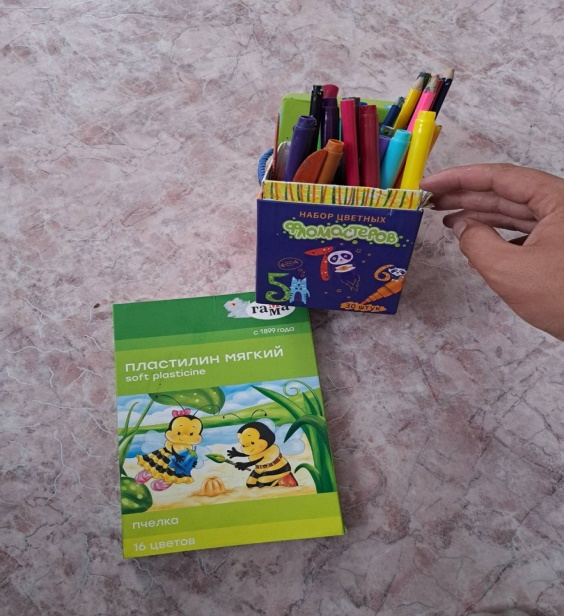 НАБОР ЦВЕТНЫХ
ФЛОМАСТЕРОВ
30 ШТУК
гамма
с 1899 года
пластилин мягкий
soft plasticine
пчелка
16 цветов